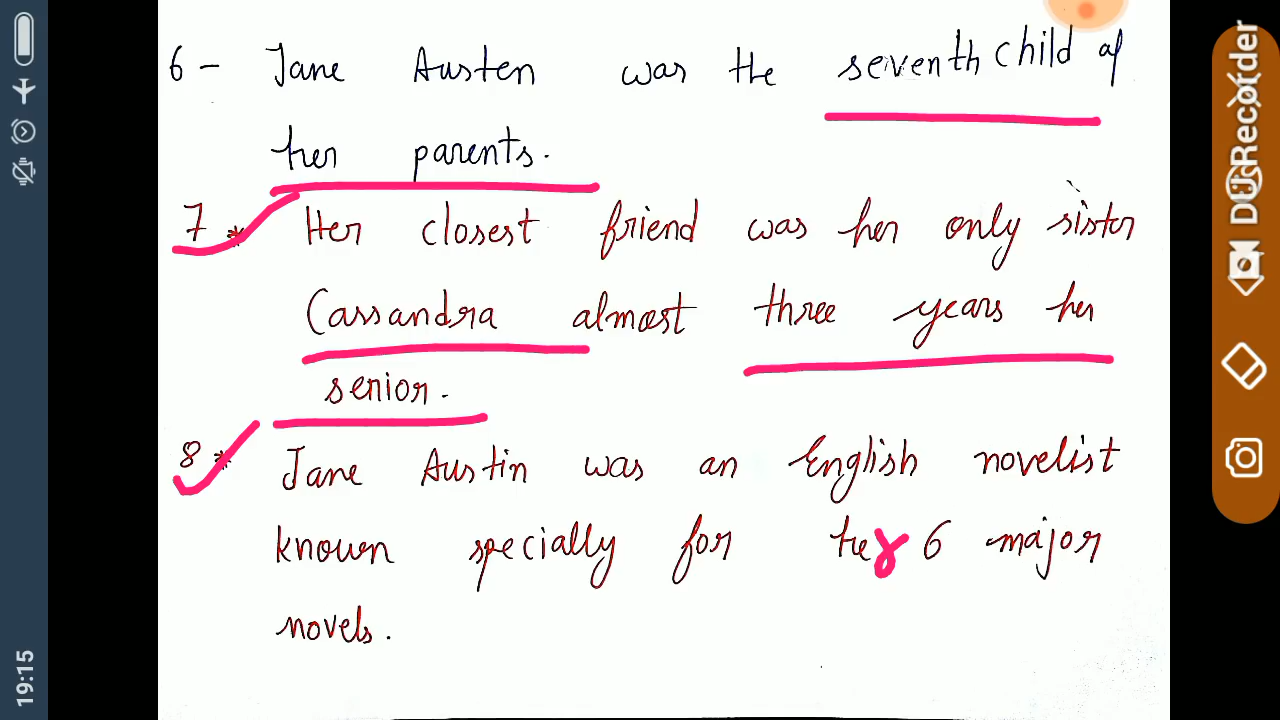 6 - Jane Austen was the seventh child of
her parents.
7 * Her closest friend was her only sister
Cassandra almost three years her
senior.
8 * Jane Austin was an English novelist
known specially for her 6 major
novels.
19:15
DU Recorder